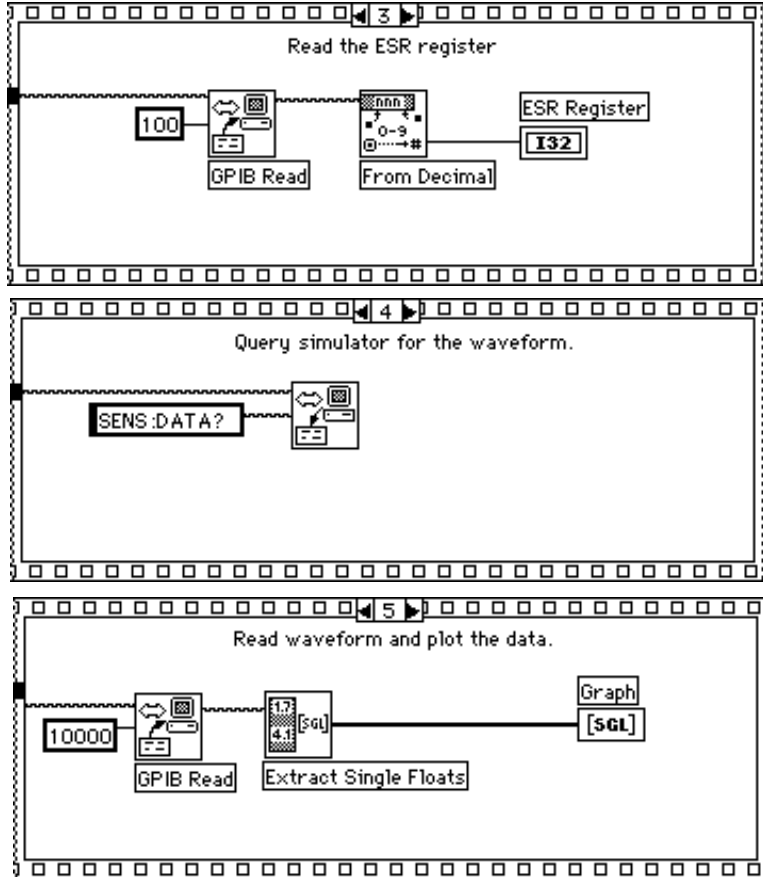 3
Read the ESR register
nnn
100
0-9
#
ESR Register
I32
GPIB Read
From Decimal
4
Query simulator for the waveform.
SENS:DATA?
5
Read waveform and plot the data.
10000
1.7
4.1
[SGL]
Graph
[SGL]
GPIB Read
Extract Single Floats